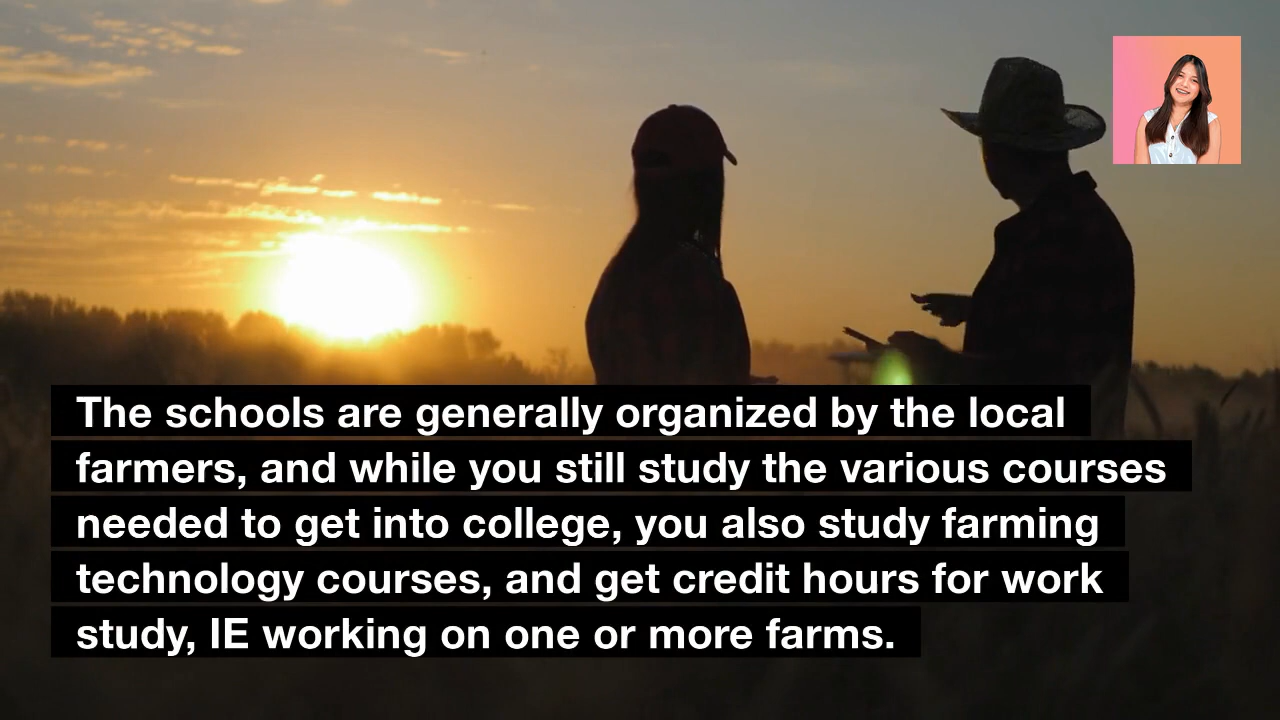 The schools are generally organized by the local
farmers, and while you still study the various courses
needed to get into college, you also study farming
technology courses, and get credit hours for work
study, IE working on one or more farms.